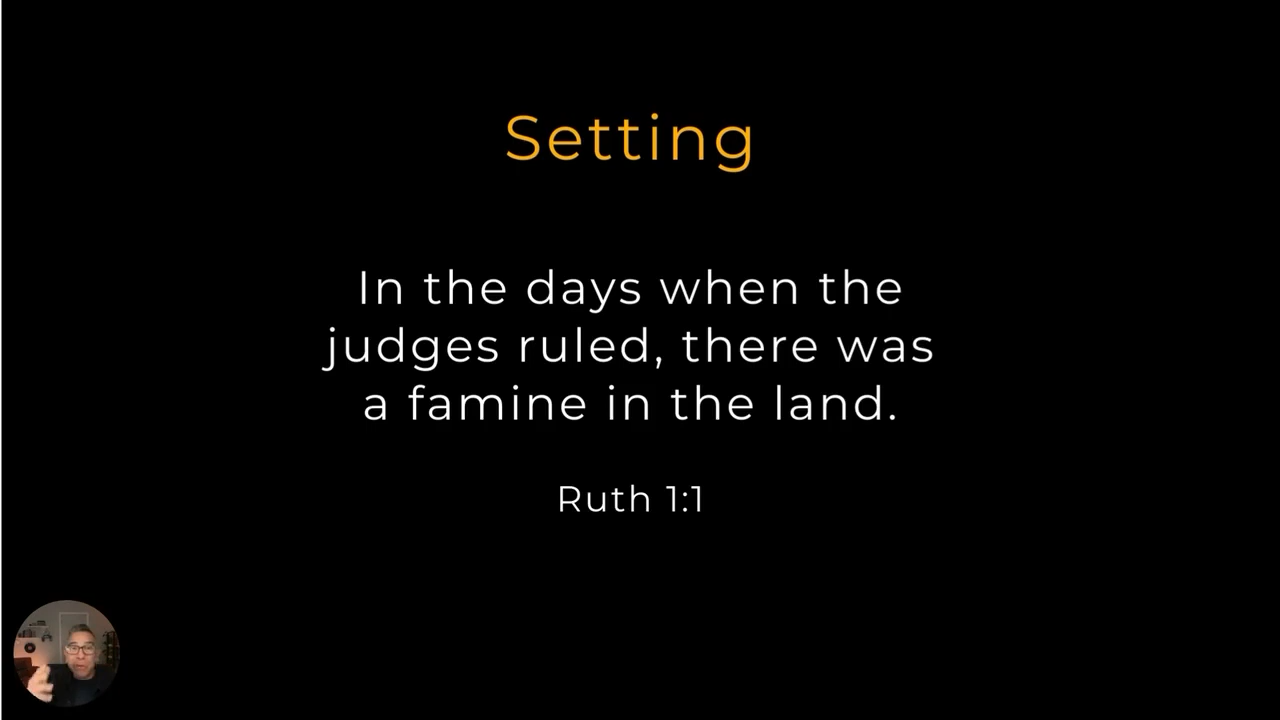 Setting
In the days when the
judges ruled, there was
a famine in the land.
Ruth 1:1